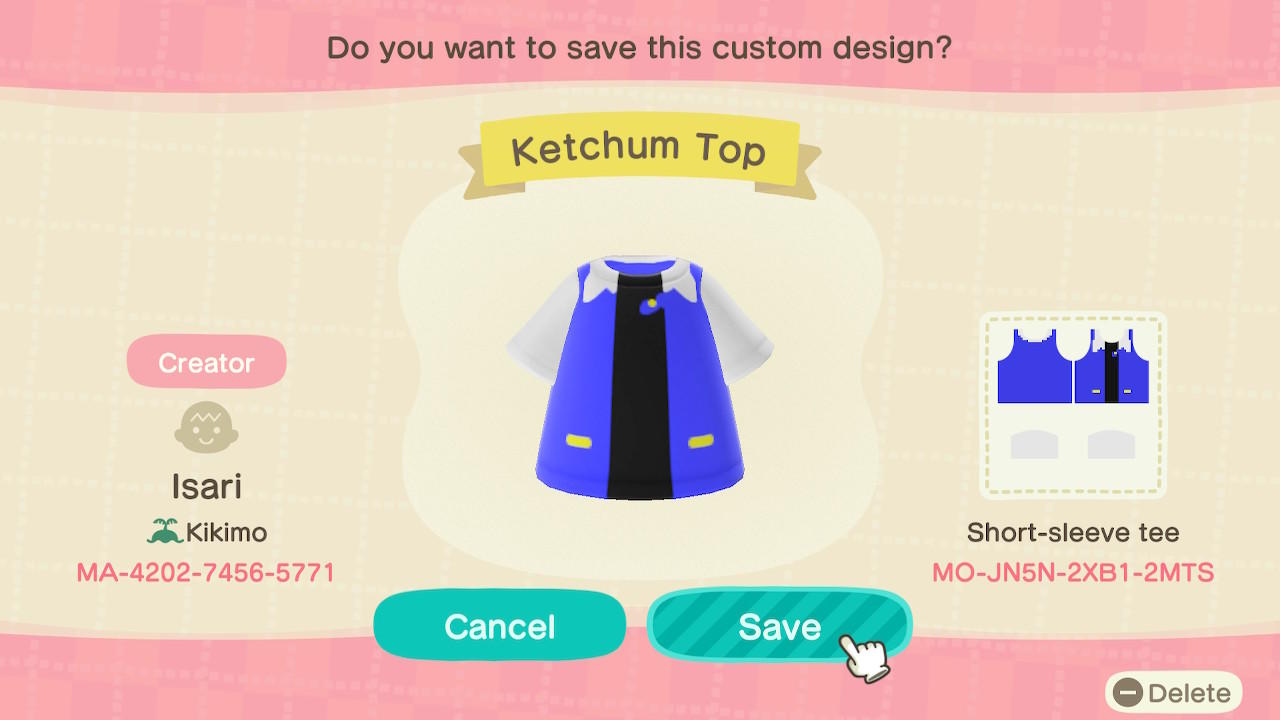 Do you want to save this custom design?
Ketchum Top
Creator
Isari
Kikimo
MA-4202-7456-5771
Short-sleeve tee
MO-JN5N-2XB1-2MTS
Cancel
Save
Delete